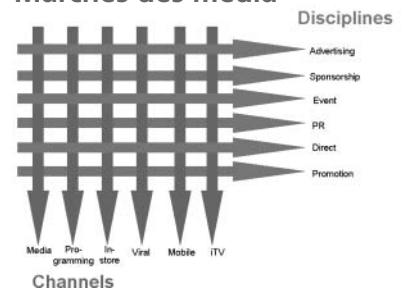 Marchés des média
Disciplines
Advertising
Sponsorship
Event
PR
Direct
Promotion
Media Pro- In- Viral Mobile iTV
gramming store
Channels